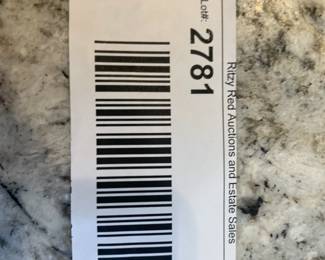 Ritzy Red Auctions and Estate Sales
Lot#: 2781